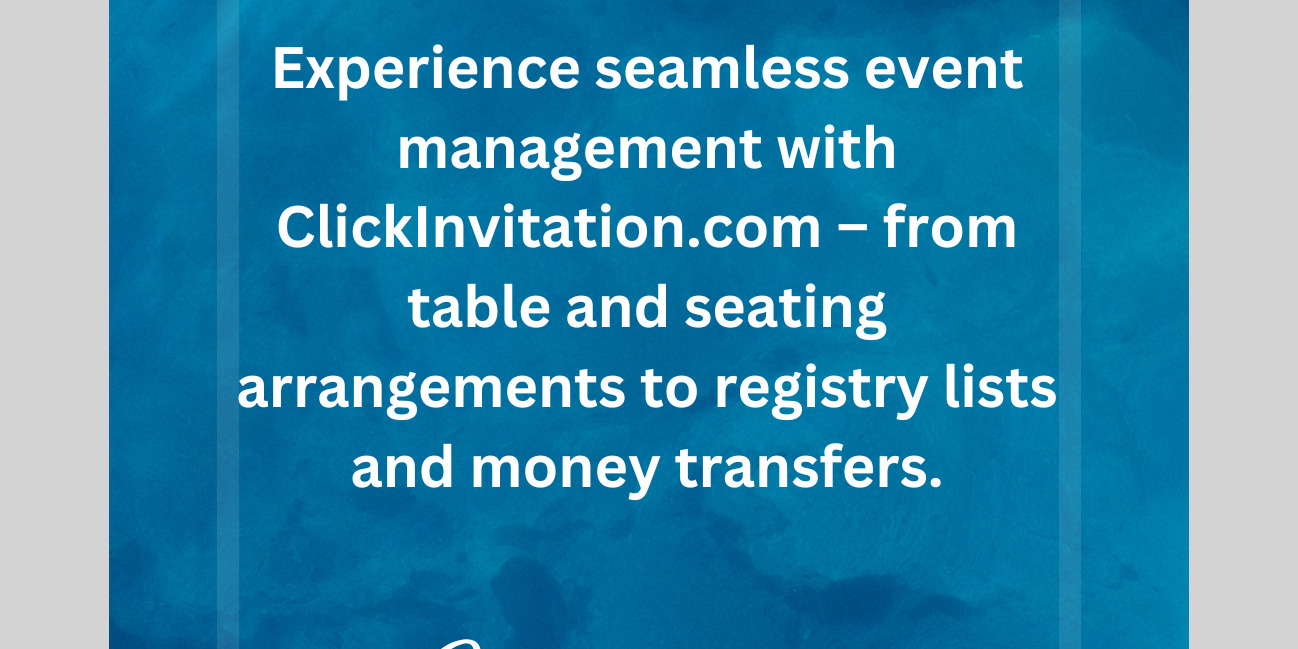 Experience seamless event
management with
ClickInvitation.com – from
table and seating
arrangements to registry lists
and money transfers.